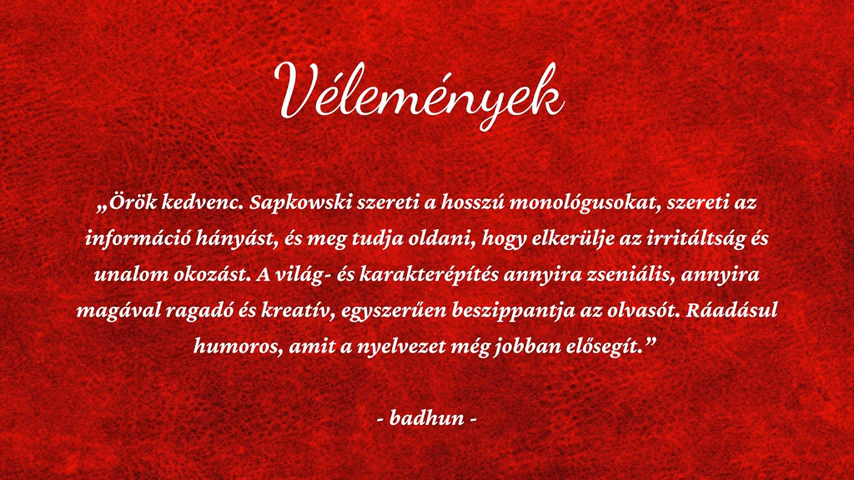 Vélemények
„Örök kedvenc. Sapkowski szereti a hosszú monológusokat, szereti az
információ hányást, és meg tudja oldani, hogy elkerülje az irritáltság és
unalom okozást. A világ- és karakterépítés annyira zseniális, annyira
magával ragadó és kreatív, egyszerűen beszippantja az olvasót. Ráadásul
humoros, amit a nyelvezet még jobban elősegít.”
- badhun -